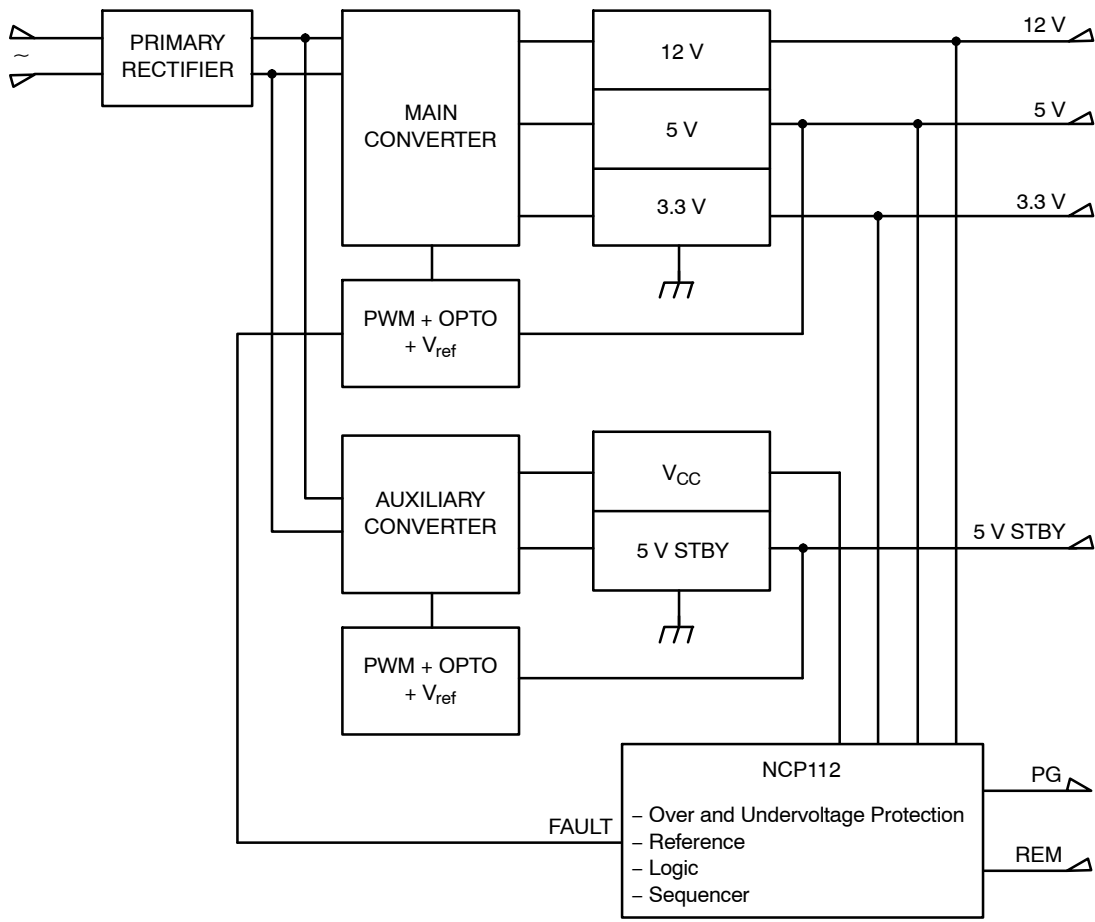 PRIMARY
RECTIFIER
~
MAIN
CONVERTER
12 V
5 V
3.3 V
12 V
5 V
3.3 V
PWM + OPTO
+ Vref
AUXILIARY
CONVERTER
VCC
5 V STBY
5 V STBY
PWM + OPTO
+ Vref
FAULT
NCP112
– Over and Undervoltage Protection
– Reference
– Logic
– Sequencer
PG
REM